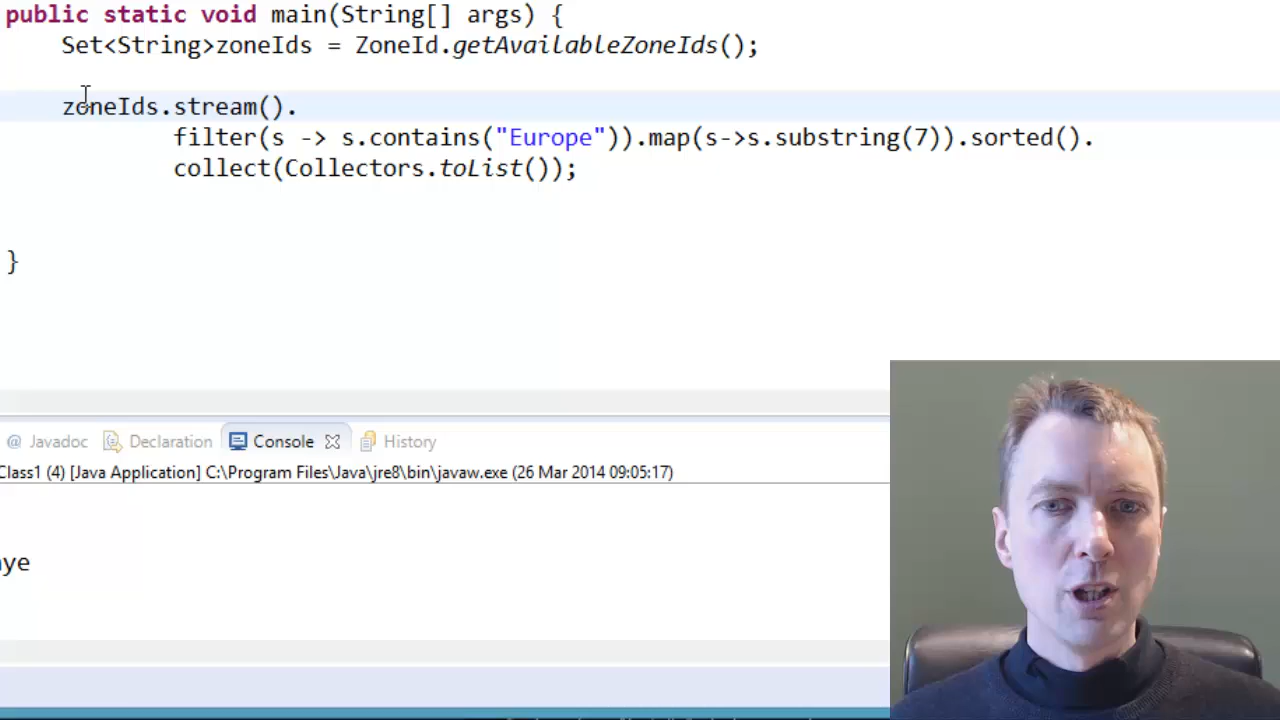 public static void main(String[] args) {
Set<String>zoneIds = ZoneId.getAvailableZoneIds();
zoneIds.stream().
filter(s -> s.contains("Europe")).map(s->s.substring(7)).sorted().
collect(Collectors.toList());
}
@ Javadoc Declaration Console History
Class1 (4) [Java Application] C:\Program Files\Java\jre8\bin\javaw.exe (26 Mar 2014 09:05:17)